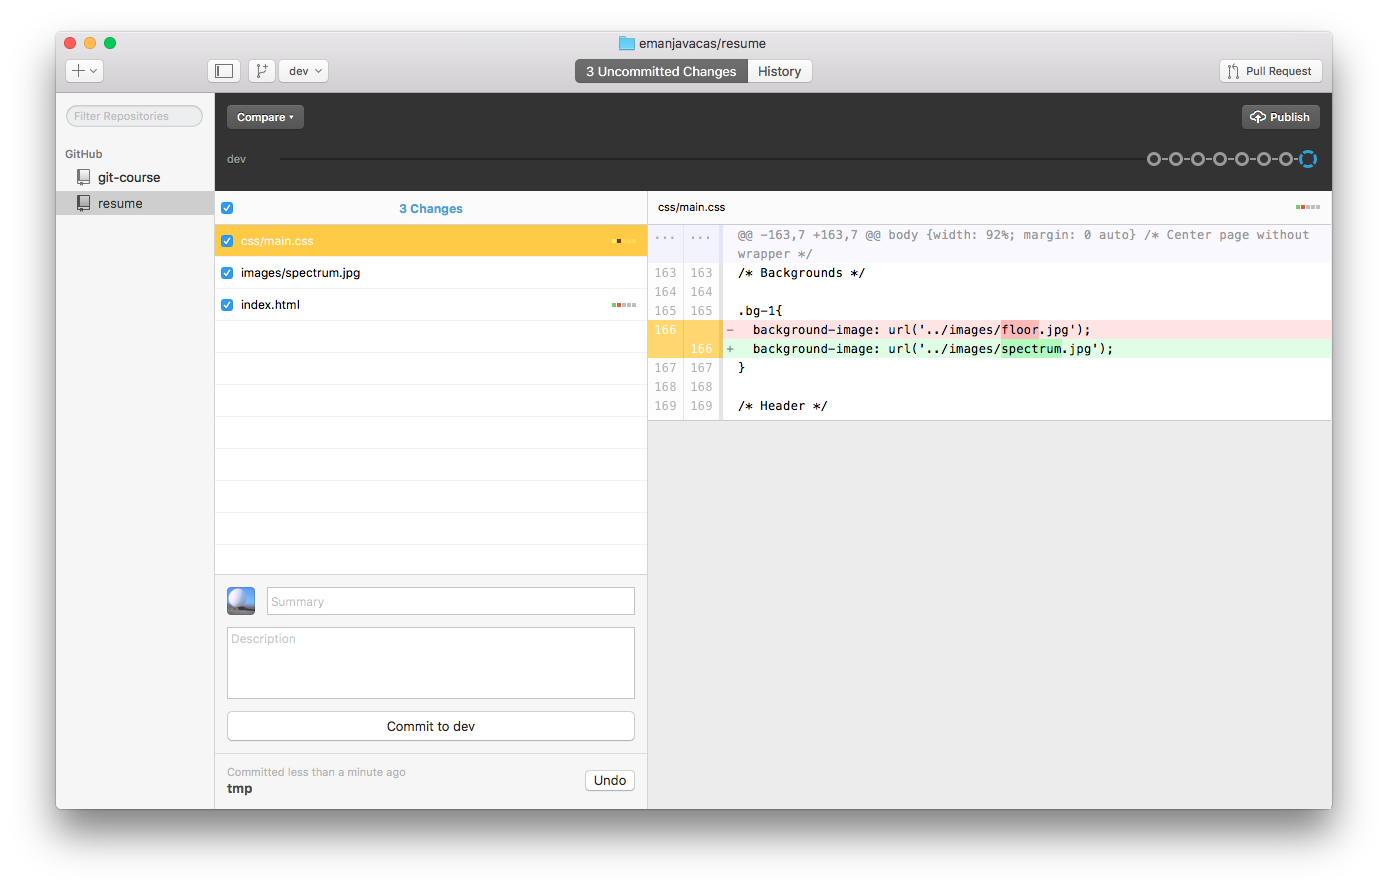 emanjavacas/resume
dev
3 Uncommitted Changes
History
Pull Request
Filter Repositories
Compare
Publish
GitHub
dev
git-course
resume
3 Changes
css/main.css
css/main.css
images/spectrum.jpg
index.html
... ... @@ -163,7 +163,7 @@ body {width: 92%; margin: 0 auto} /* Center page without
wrapper */
163 163 /* Backgrounds */
164 164
165 165 .bg-1{
166 - background-image: url('../images/floor.jpg');
166 + background-image: url('../images/spectrum.jpg');
167 167 }
168 168
169 169 /* Header */
Summary
Description
Commit to dev
Committed less than a minute ago
tmp
Undo